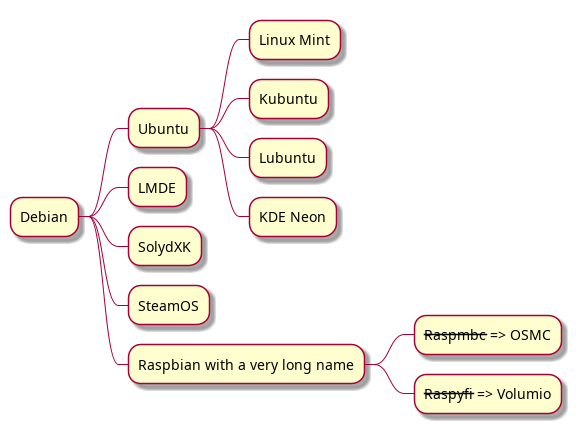 Debian
Ubuntu
Linux Mint
Kubuntu
Lubuntu
KDE Neon
LMDE
SolydXK
SteamOS
Raspbian with a very long name
Raspmbc => OSMC
Raspyfi => Volumio